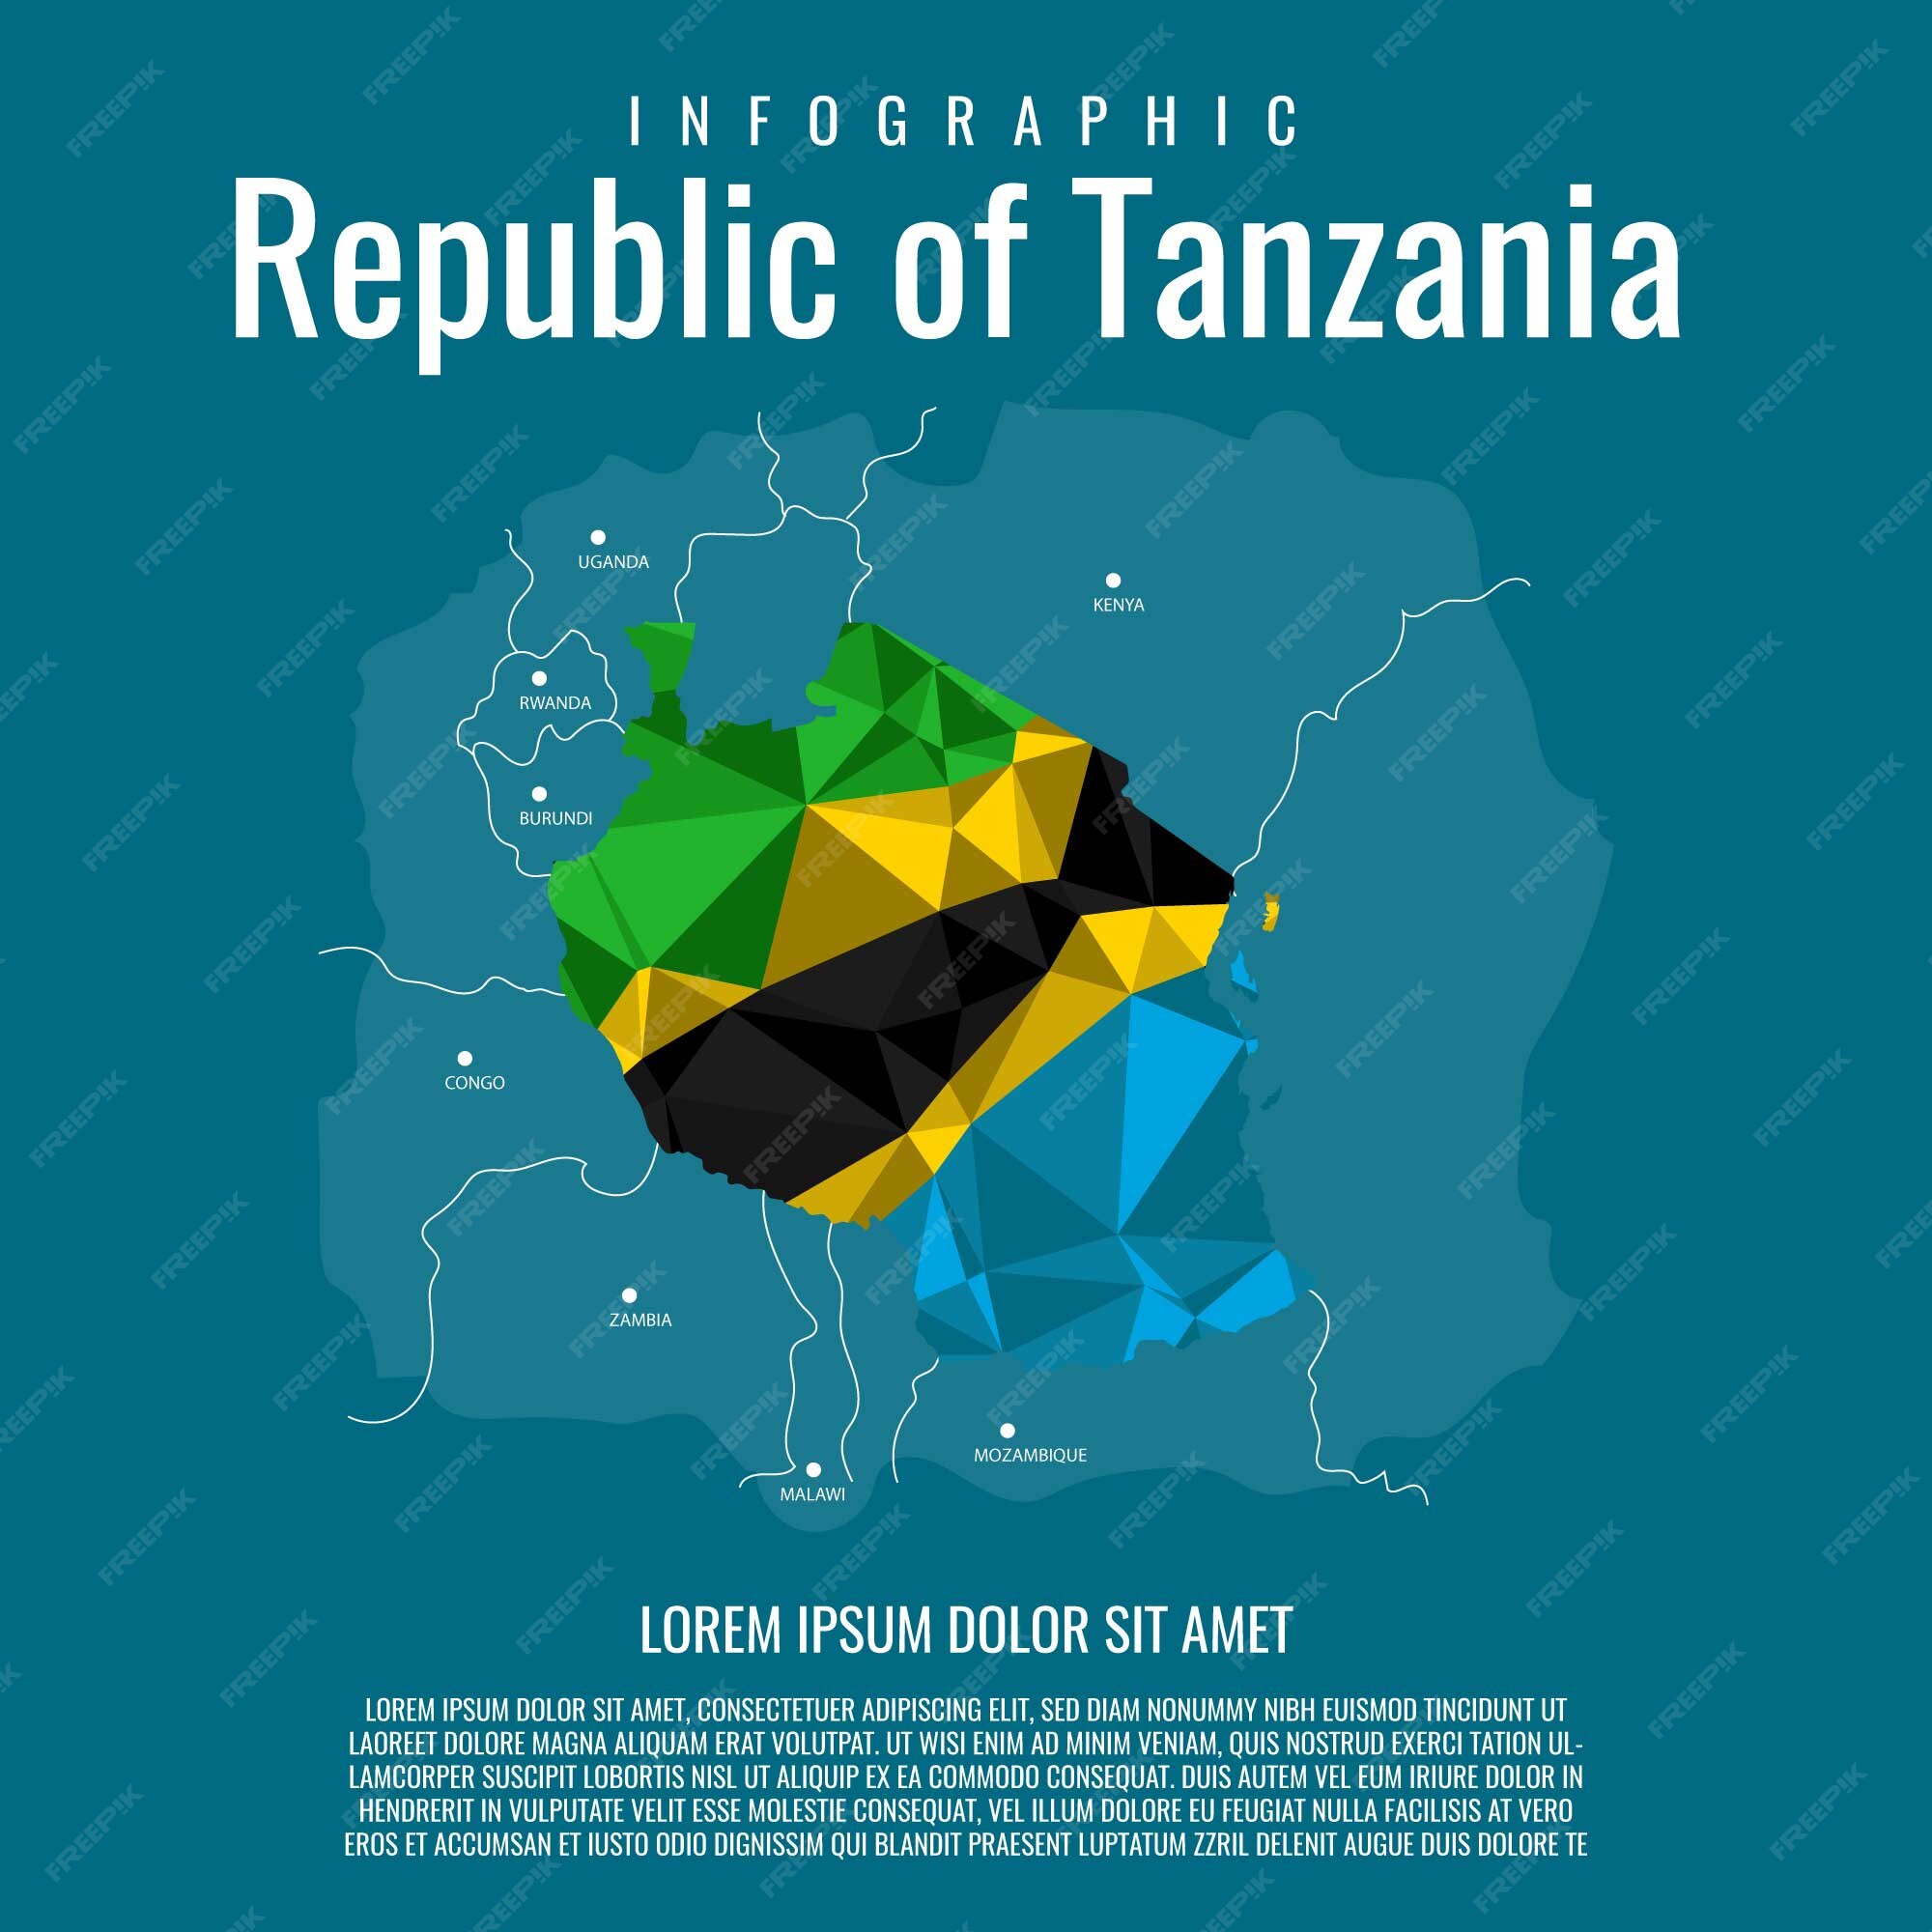 INFOGRAPHIC
Republic of Tanzania
UGANDA
KENYA
RWANDA
BURUNDI
CONGO
ZAMBIA
MOZAMBIQUE
MALAWI
LOREM IPSUM DOLOR SIT AMET
LOREM IPSUM DOLOR SIT AMET, CONSECTETUER ADIPISCING ELIT, SED DIAM NONUMMY NIBH EUISMOD TINCIDUNT UT
LAOREET DOLORE MAGNA ALIQUAM ERAT VOLUTPAT. UT WISI ENIM AD MINIM VENIAM, QUIS NOSTRUD EXERCI TATION UL-
LAMCORPER SUSCIPIT LOBORTIS NISL UT ALIQUIP EX EA COMMODO CONSEQUAT. DUIS AUTEM VEL EUM IRIURE DOLOR IN
HENDRERIT IN VULPUTATE VELIT ESSE MOLESTIE CONSEQUAT, VEL ILLUM DOLORE EU FEUGIAT NULLA FACILISIS AT VERO
EROS ET ACCUMSAN ET IUSTO ODIO DIGNISSIM QUI BLANDIT PRAESENT LUPTATUM ZZRIL DELENIT AUGUE DUIS DOLORE TE
FREEPIK